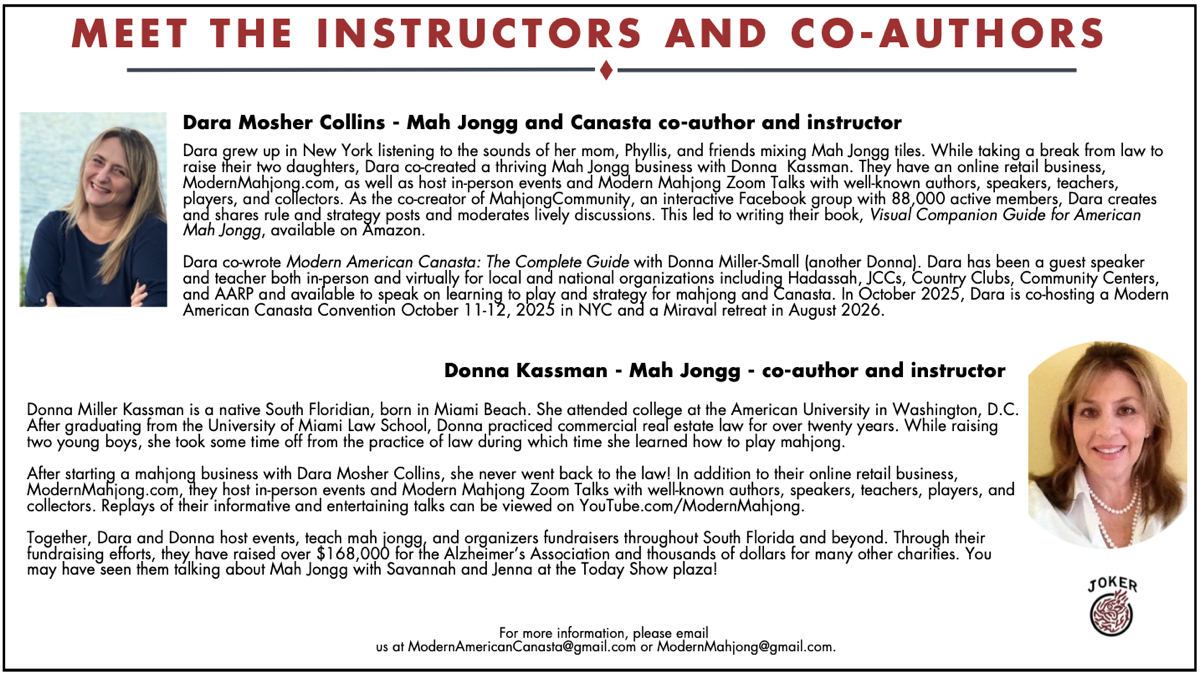 MEET THE INSTRUCTORS AND CO-AUTHORS
Dara Mosher Collins - Mah Jongg and Canasta co-author and instructor
Dara grew up in New York listening to the sounds of her mom, Phyllis, and friends mixing Mah Jongg tiles. While taking a break from law to
raise their two daughters, Dara co-created a thriving Mah Jongg business with Donna  Kassman. They have an online retail business,
ModernMahjong.com, as well as host in-person events and Modern Mahjong Zoom Talks with well-known authors, speakers, teachers,
players, and collectors. As the co-creator of MahjongCommunity, an interactive Facebook group with 88,000 active members, Dara creates
and shares rule and strategy posts and moderates lively discussions. This led to writing their book, Visual Companion Guide for American
Mah Jongg, available on Amazon.
Dara co-wrote Modern American Canasta: The Complete Guide with Donna Miller-Small (another Donna). Dara has been a guest speaker
and teacher both in-person and virtually for local and national organizations including Hadassah, JCCs, Country Clubs, Community Centers,
and AARP and available to speak on learning to play and strategy for mahjong and Canasta. In October 2025, Dara is co-hosting a Modern
American Canasta Convention October 11-12, 2025 in NYC and a Miraval retreat in August 2026.
Donna Kassman - Mah Jongg - co-author and instructor
Donna Miller Kassman is a native South Floridian, born in Miami Beach. She attended college at the American University in Washington, D.C.
After graduating from the University of Miami Law School, Donna practiced commercial real estate law for over twenty years. While raising
two young boys, she took some time off from the practice of law during which time she learned how to play mahjong.
After starting a mahjong business with Dara Mosher Collins, she never went back to the law! In addition to their online retail business,
ModernMahjong.com, they host in-person events and Modern Mahjong Zoom Talks with well-known authors, speakers, teachers, players, and
collectors. Replays of their informative and entertaining talks can be viewed on YouTube.com/ModernMahjong.
Together, Dara and Donna host events, teach mah jongg, and organizers fundraisers throughout South Florida and beyond. Through their
fundraising efforts, they have raised over $168,000 for the Alzheimer's Association and thousands of dollars for many other charities. You
may have seen them talking about Mah Jongg with Savannah and Jenna at the Today Show plaza!
JOKER
For more information, please email
us at ModernAmericanCanasta@gmail.com or ModernMahjong@gmail.com.